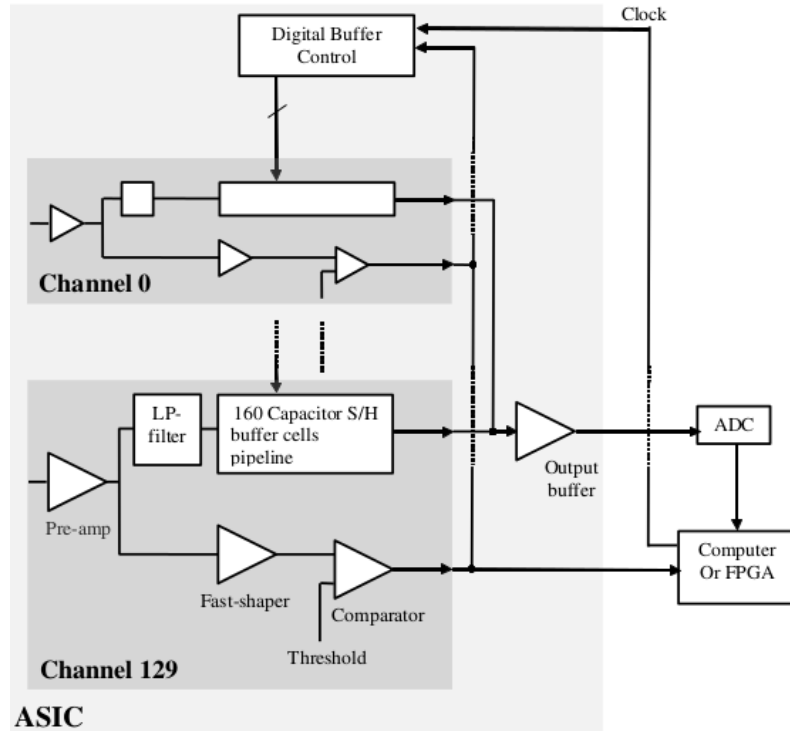 Clock
Digital Buffer
Control
Channel 0
LP-
filter
160 Capacitor S/H
buffer cells
pipeline
ADC
Output
buffer
Pre-amp
Computer
Or FPGA
Fast-shaper
Comparator
Threshold
Channel 129
ASIC